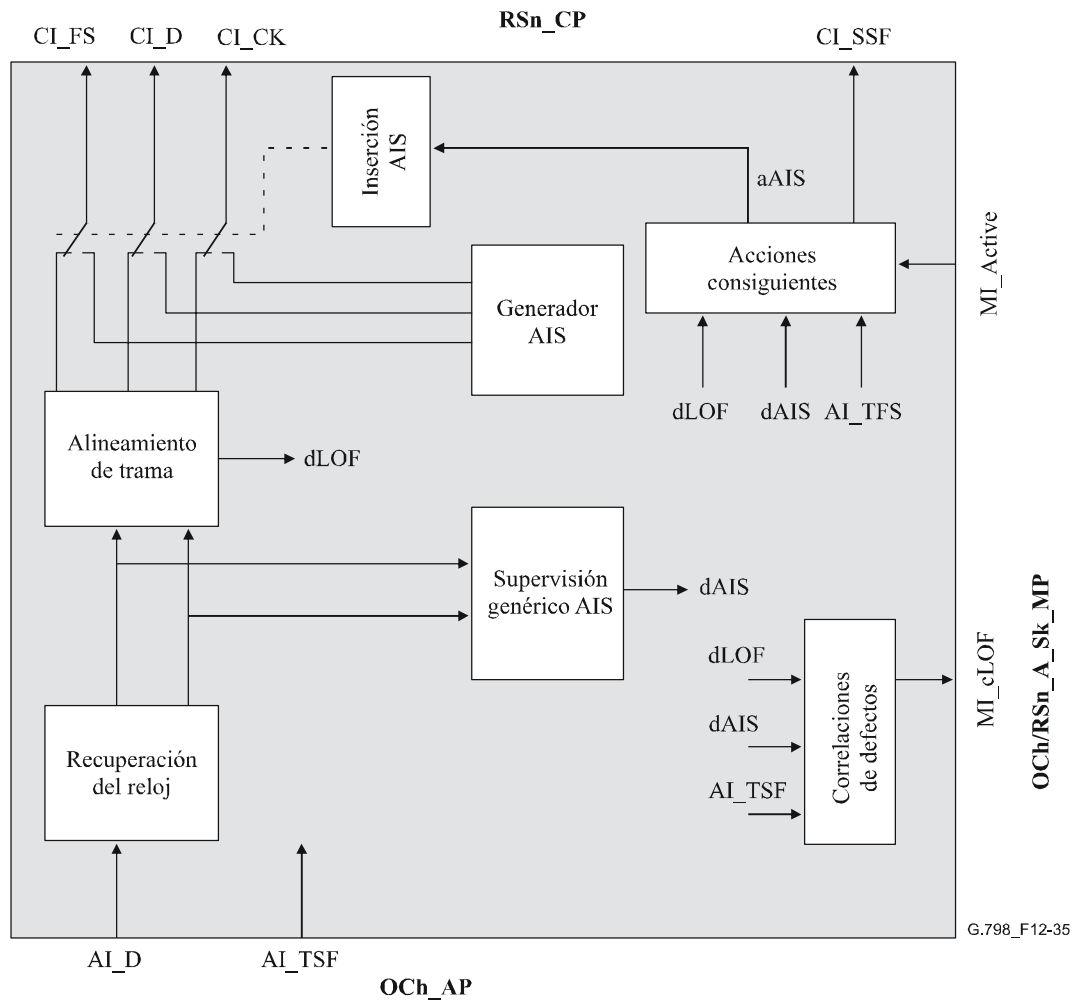 RSn_CP
CI_FS
CI_D
CI_CK
CI_SSF
Inserción
AIS
aAIS
MI_Active
Acciones
consiguientes
Generador
AIS
dLOF
dAIS
AI_TFS
Alineamiento
de trama
dLOF
Supervisión
genérico AIS
dAIS
dLOF
dAIS
AI_TSF
Correlaciones
de defectos
MI_cLOF
OCh/RSn_A_Sk_MP
Recuperación
del reloj
G.798_F12-35
AI_D
AI_TSF
OCh_AP